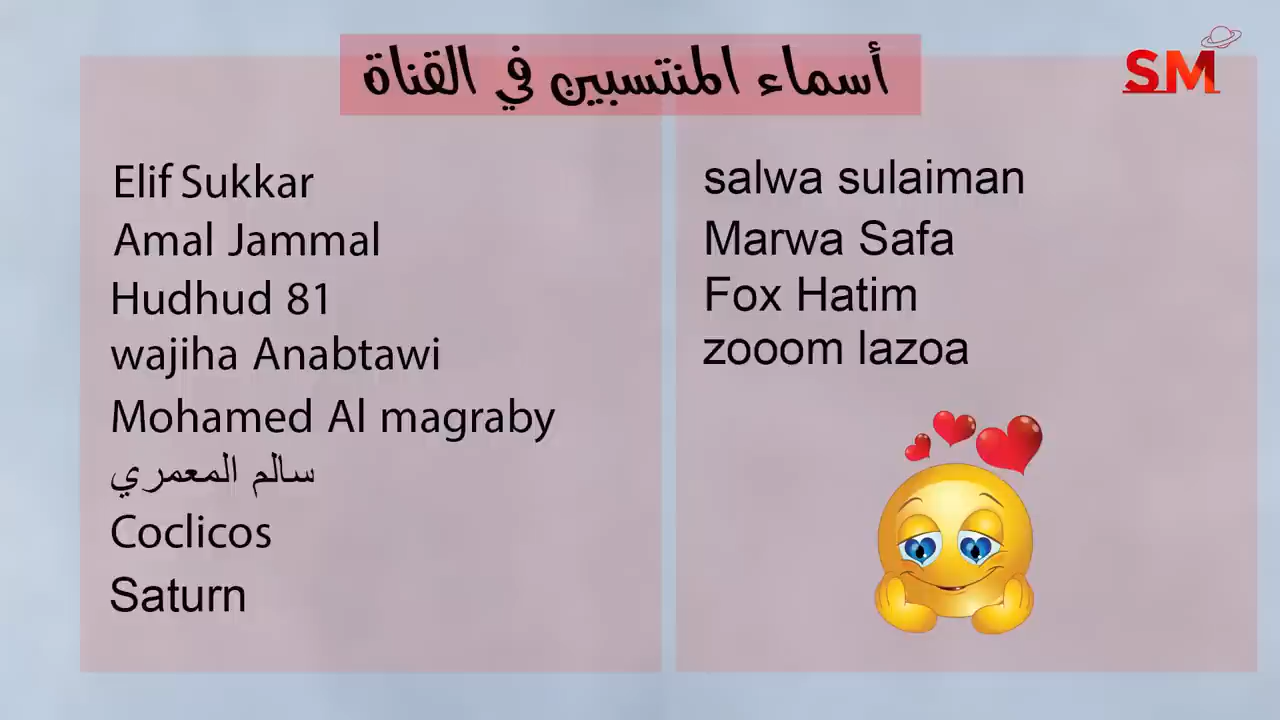 أسماء المنتسبين في القناة
SM
Elif Sukkar
Amal Jammal
Hudhud 81
wajiha Anabtawi
Mohamed Al magraby
سالم المعمري
Coclicos
Saturn
salwa sulaiman
Marwa Safa
Fox Hatim
zooom lazoa